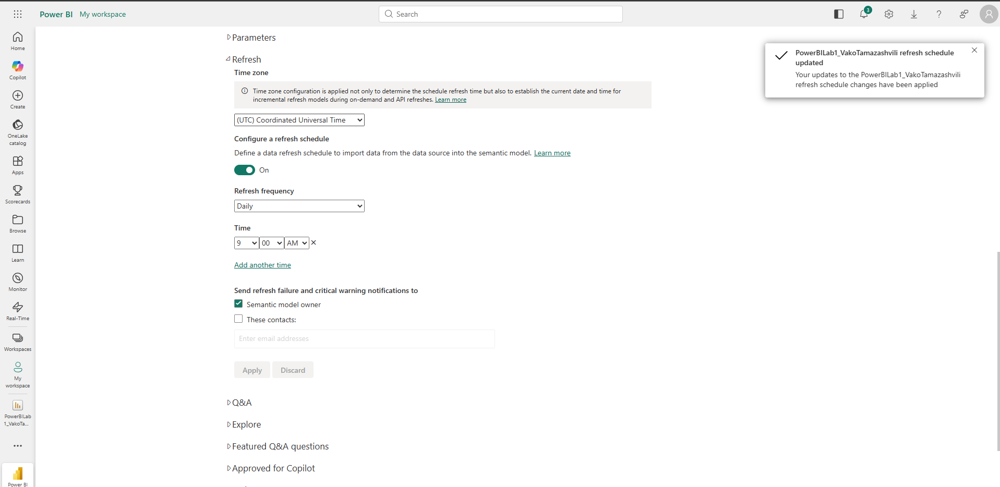 Power BI My workspace
Search
3
Home
Copilot
Create
OneLake
catalog
Apps
Scorecards
Browse
Learn
Monitor
Real-Time
Workspaces
My
workspace
PowerBILab
1_VakoTa...
Power BI
Parameters
Refresh
Time zone
Time zone configuration is applied not only to determine the schedule refresh time but also to establish the current date and time for
incremental refresh models during on-demand and API refreshes. Learn more
(UTC) Coordinated Universal Time
Configure a refresh schedule
Define a data refresh schedule to import data from the data source into the semantic model. Learn more
On
Refresh frequency
Daily
Time
9 00 AM
Add another time
Send refresh failure and critical warning notifications to
Semantic model owner
These contacts:
Enter email addresses
Apply Discard
Q&A
Explore
Featured Q&A questions
Approved for Copilot
PowerBILab1_VakoTamazashvili refresh schedule
updated
Your updates to the PowerBILab1_VakoTamazashvili
refresh schedule changes have been applied